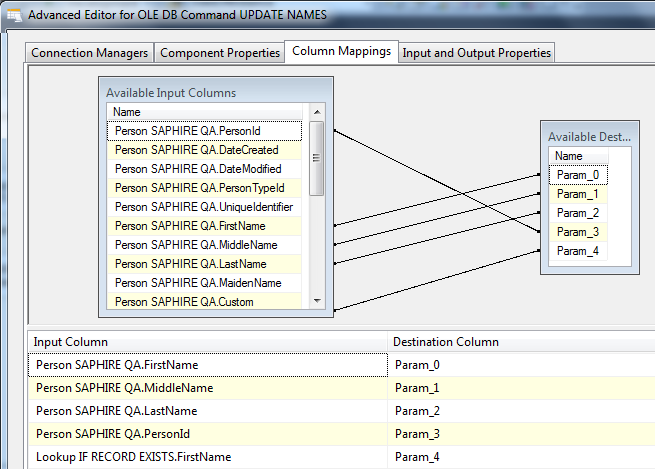 Advanced Editor for OLE DB Command UPDATE NAMES
Connection Managers Component Properties Column Mappings Input and Output Properties
Available Input Columns
Name
Person SAPHIRE QA.PersonId
Person SAPHIRE QA.DateCreated
Person SAPHIRE QA.DateModified
Person SAPHIRE QA.PersonTypeId
Person SAPHIRE QA.UniqueIdentifier
Person SAPHIRE QA.FirstName
Person SAPHIRE QA.MiddleName
Person SAPHIRE QA.LastName
Person SAPHIRE QA.MaidenName
Person SAPHIRE QA.Custom
Available Dest...
Name
Param_0
Param_1
Param_2
Param_3
Param_4
Input Column Destination Column
Person SAPHIRE QA.FirstName Param_0
Person SAPHIRE QA.MiddleName Param_1
Person SAPHIRE QA.LastName Param_2
Person SAPHIRE QA.PersonId Param_3
Lookup IF RECORD EXISTS.FirstName Param_4